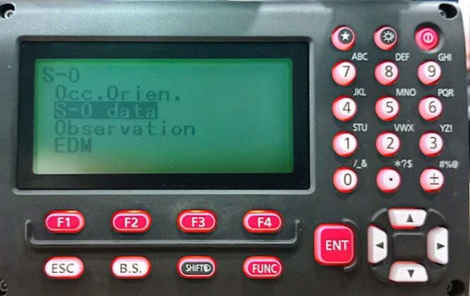 S-O
Occ.Orien.
S-O data
Observation
EDM
ABC DEF GHI
7 8 9
JKL MNO PQR
4 5 6
STU VWX YZ!
1 2 3
/_& *?$ #%@
0 . ±
F1 F2 F3 F4
ENT
ESC B.S. SHIFT FUNC